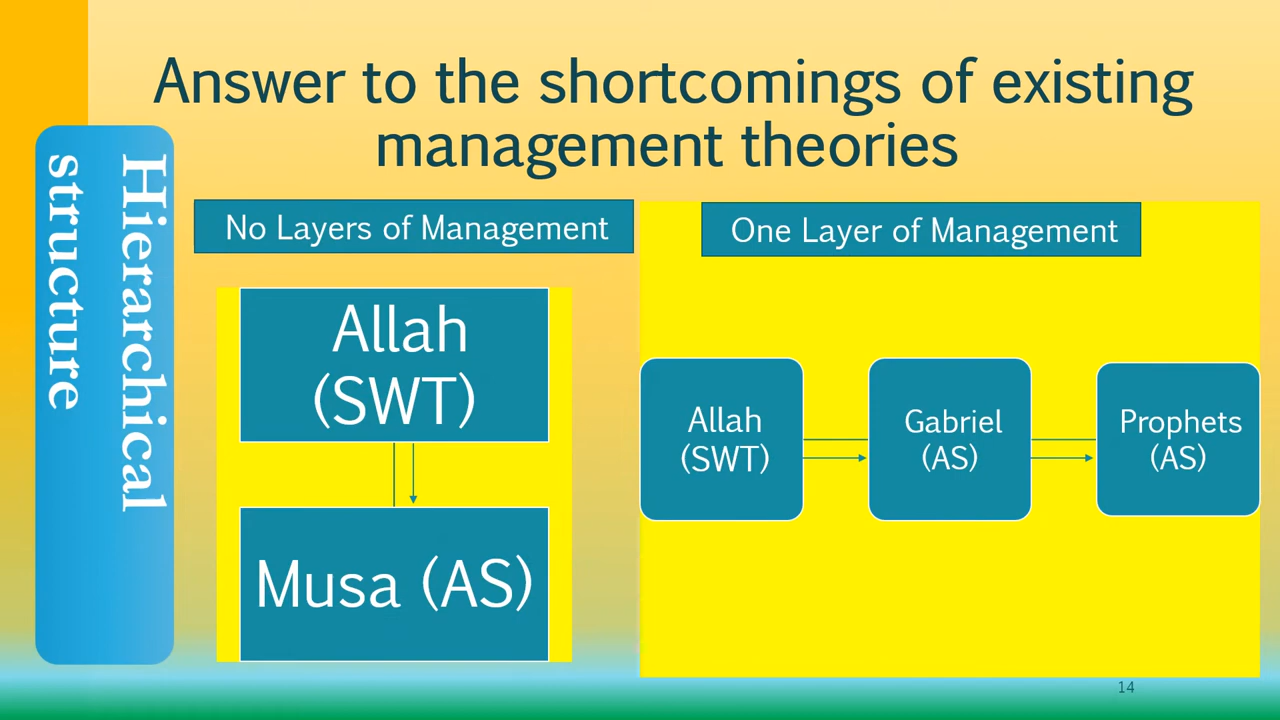 Answer to the shortcomings of existing
management theories
Hierarchical
structure
No Layers of Management
Allah
(SWT)
Musa (AS)
One Layer of Management
Allah
(SWT)
Gabriel
(AS)
Prophets
(AS)
14